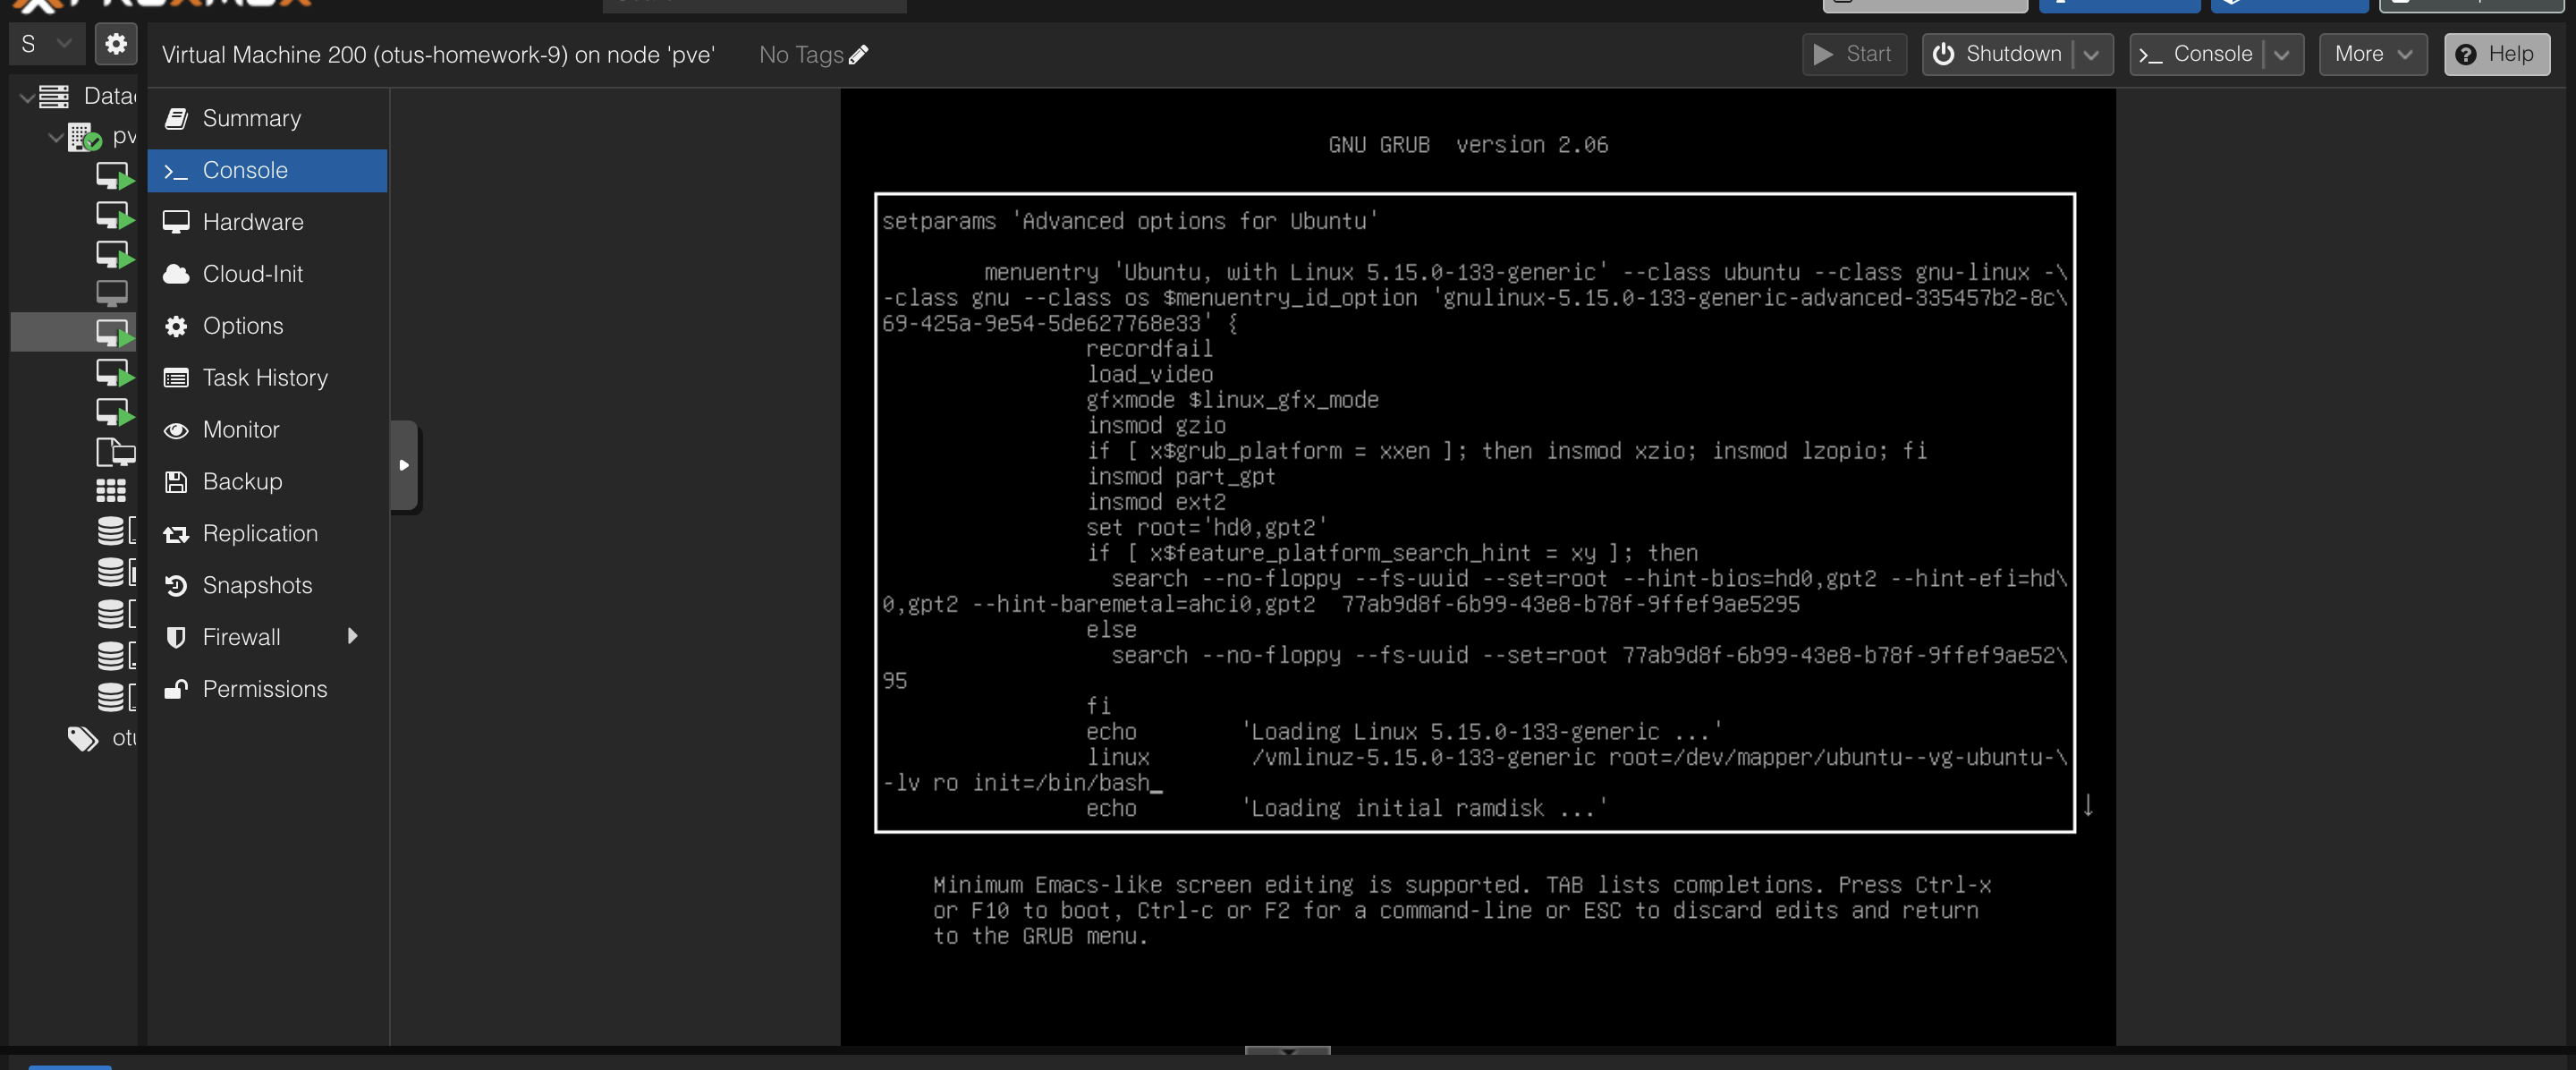 PROXMOX
S
Virtual Machine 200 (otus-homework-9) on node 'pve'
No Tags
Start
Shutdown
Console
More
Help
Summary
Console
Hardware
Cloud-Init
Options
Task History
Monitor
Backup
Replication
Snapshots
Firewall
Permissions
GNU GRUB  version 2.06
setparams 'Advanced options for Ubuntu'
menuentry 'Ubuntu, with Linux 5.15.0-133-generic' --class ubuntu --class gnu-linux -\
-class gnu --class os $menuentry_id_option 'gnulinux-5.15.0-133-generic-advanced-335457b2-8c\
69-425a-9e54-5de627768e33' {
recordfail
load_video
gfxmode $linux_gfx_mode
insmod gzio
if [ x$grub_platform = xxen ]; then insmod xzio; insmod lzopio; fi
insmod part_gpt
insmod ext2
set root='hd0,gpt2'
if [ x$feature_platform_search_hint = xy ]; then
search --no-floppy --fs-uuid --set=root --hint-bios=hd0,gpt2 --hint-efi=hd\
0,gpt2 --hint-baremetal=ahci0,gpt2  77ab9d8f-6b99-43e8-b78f-9ffef9ae5295
else
search --no-floppy --fs-uuid --set=root 77ab9d8f-6b99-43e8-b78f-9ffef9ae52\
95
fi
echo 'Loading Linux 5.15.0-133-generic ...'
linux /vmlinuz-5.15.0-133-generic root=/dev/mapper/ubuntu--vg-ubuntu-\
-lv ro init=/bin/bash_
echo 'Loading initial ramdisk ...'
Minimum Emacs-like screen editing is supported. TAB lists completions. Press Ctrl-x
or F10 to boot, Ctrl-c or F2 for a command-line or ESC to discard edits and return
to the GRUB menu.